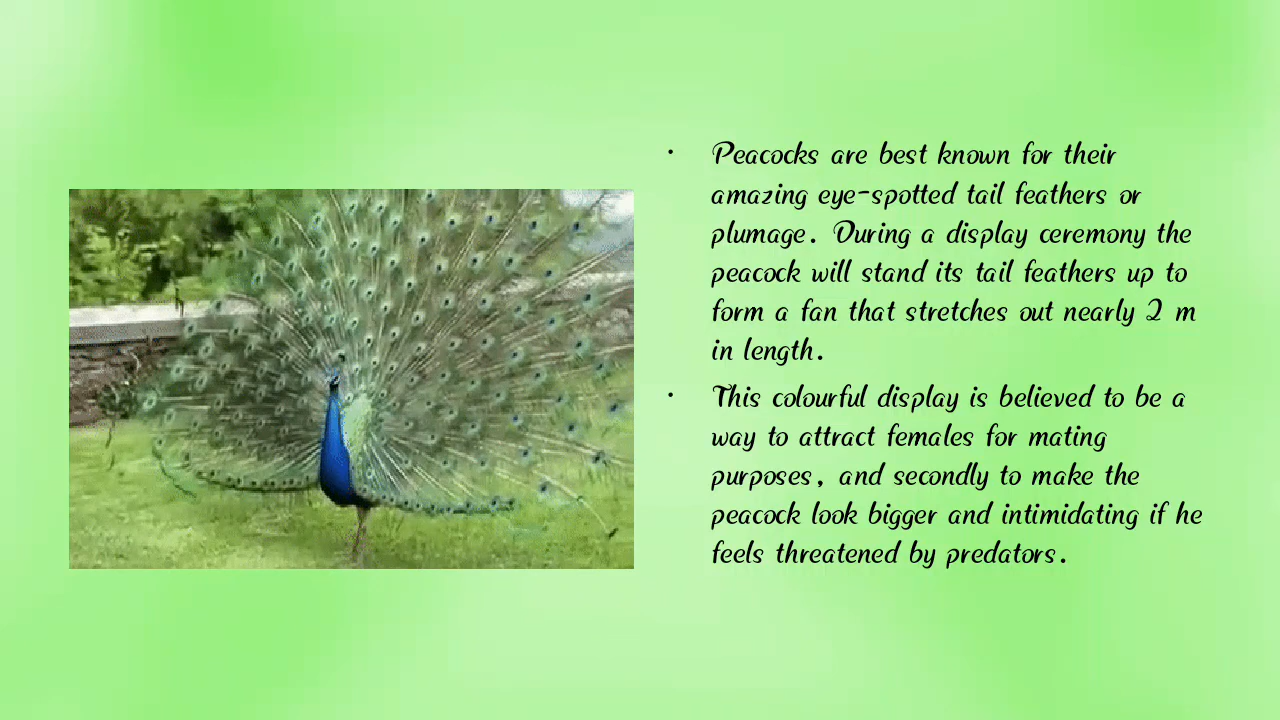 • Peacocks are best known for their
amazing eye-spotted tail feathers or
plumage. During a display ceremony the
peacock will stand its tail feathers up to
form a fan that stretches out nearly 2 m
in length.
• This colourful display is believed to be a
way to attract females for mating
purposes, and secondly to make the
peacock look bigger and intimidating if he
feels threatened by predators.